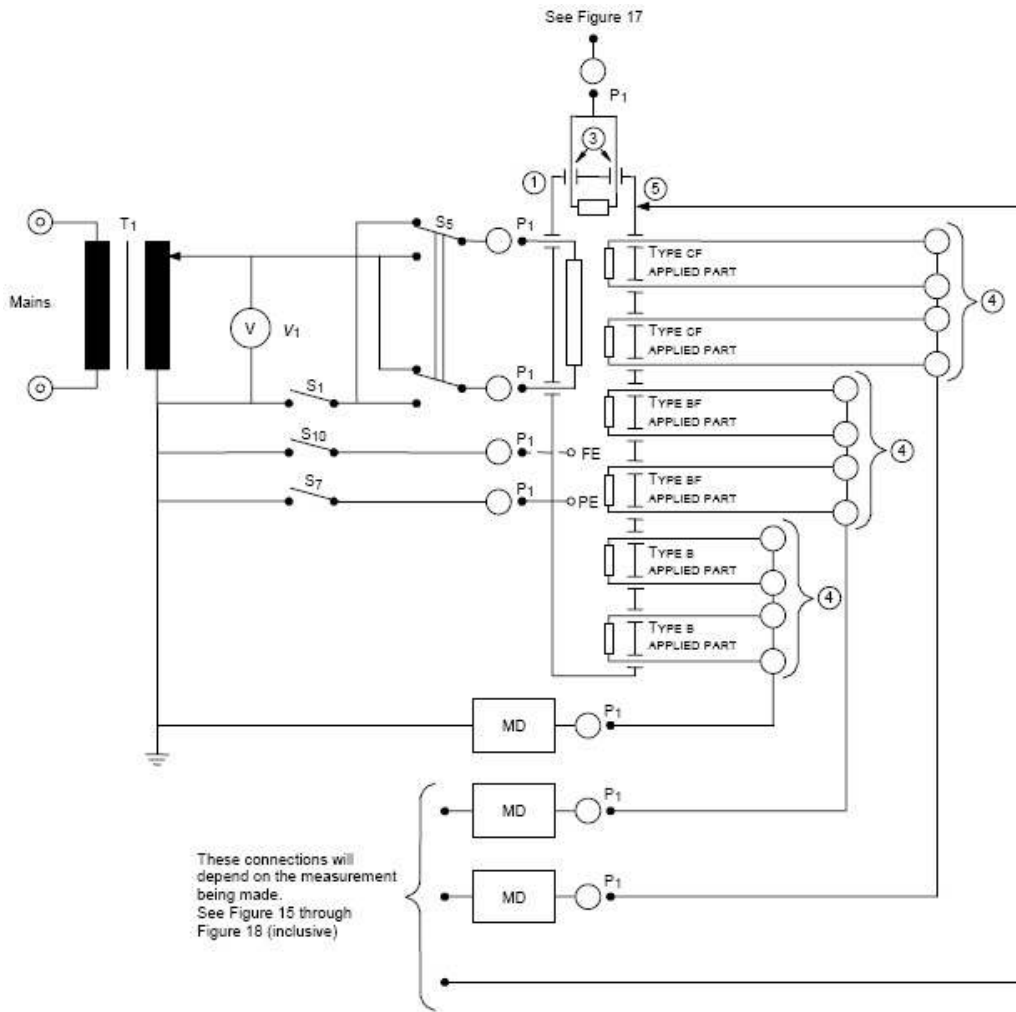 See Figure 17
P1
3
1
5
T1
S5
P1
Mains
V
V1
TYPE CF
APPLIED PART
4
TYPE CF
APPLIED PART
S1
P1
TYPE BF
APPLIED PART
4
S10
P1
FE
TYPE BF
APPLIED PART
S7
P1
PE
TYPE B
APPLIED PART
4
TYPE B
APPLIED PART
MD
P1
MD
P1
These connections will
depend on the measurement
being made.
See Figure 15 through
Figure 18 (inclusive)
MD
P1